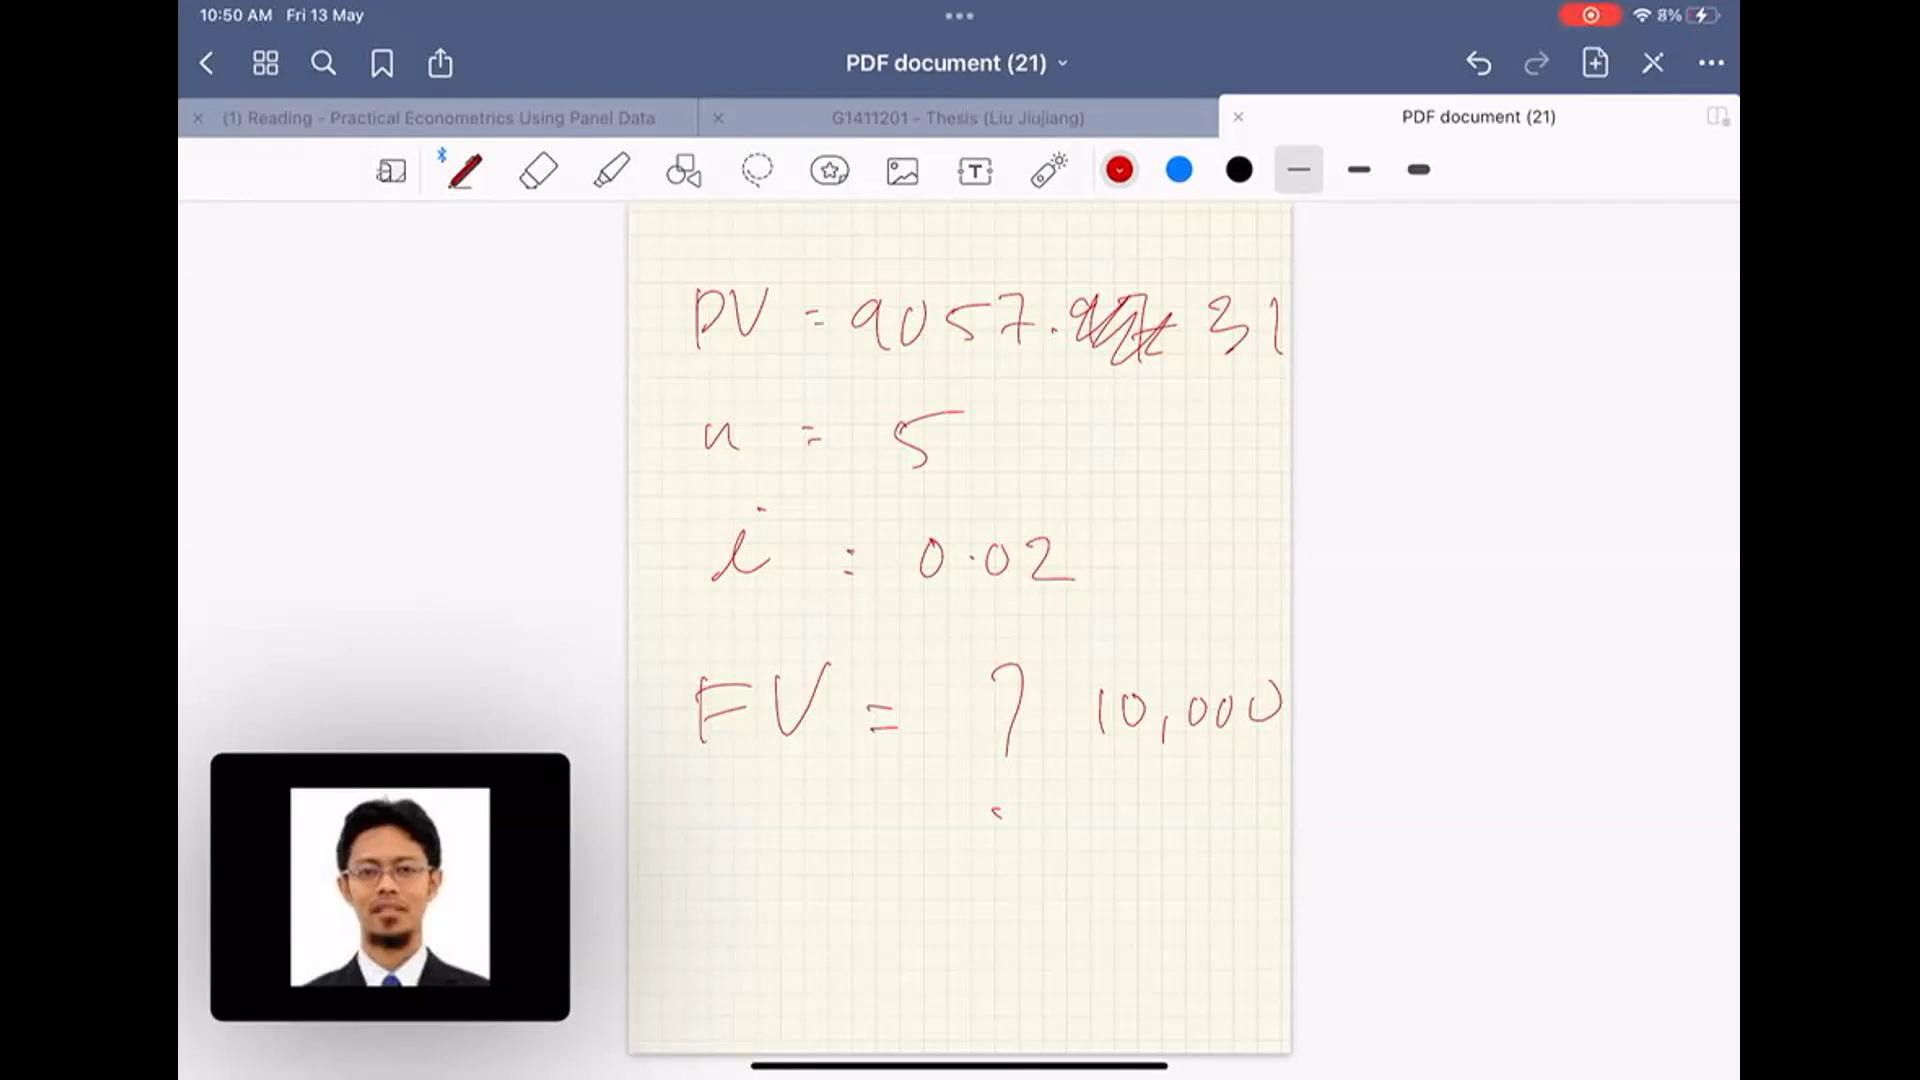 10:50 AM Fri 13 May
8%
PDF document (21)
(1) Reading - Practical Econometrics Using Panel Data
G1411201 - Thesis (Liu Jiujiang)
PDF document (21)
T
PV = 9057. 31
n = 5
i = 0.02
FV = ? 10,000